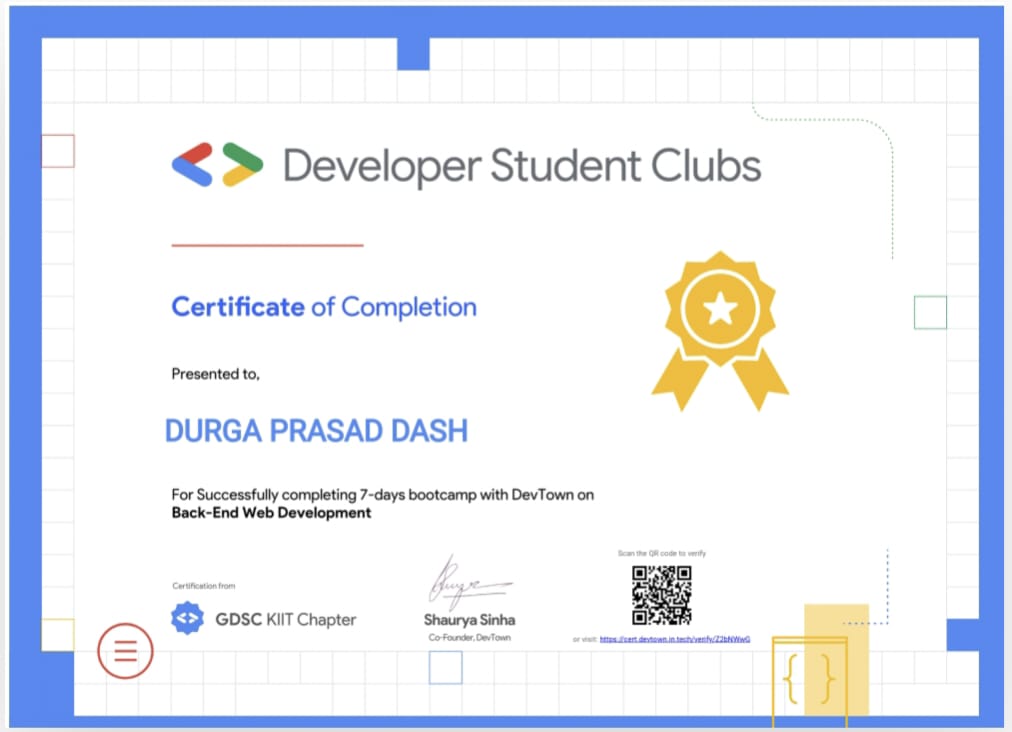 Developer Student Clubs
Certificate of Completion
Presented to,
DURGA PRASAD DASH
For Successfully completing 7-days bootcamp with DevTown on
Back-End Web Development
Scan the QR code to verify
Certification from
GDSC KIIT Chapter
Shaurya Sinha
Co-Founder, DevTown
or visit: https://cert.devtown.in.tech/verify/Z2bNWwG
{ }